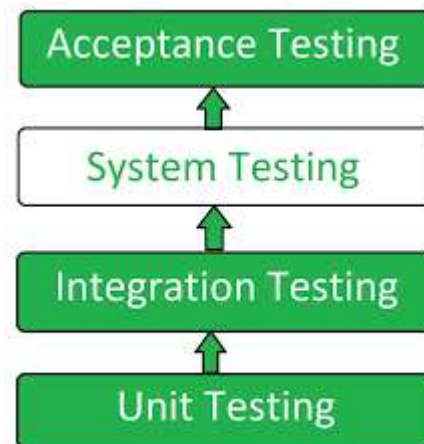 Acceptance Testing
System Testing
Integration Testing
Unit Testing